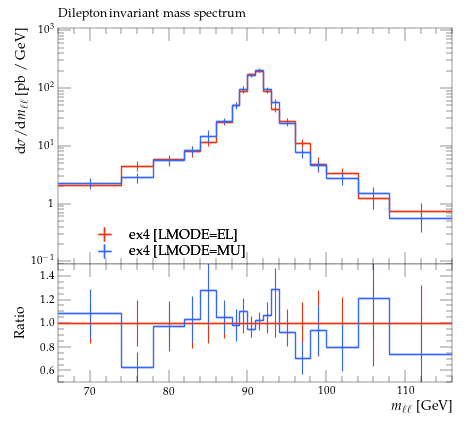 Dilepton invariant mass spectrum
dσ/dm_ℓℓ [pb / GeV]
10³
10²
10¹
1
10⁻¹
ex4 [LMODE=EL]
ex4 [LMODE=MU]
Ratio
1.4
1.2
1.0
0.8
0.6
70 80 90 100 110
m_ℓℓ [GeV]